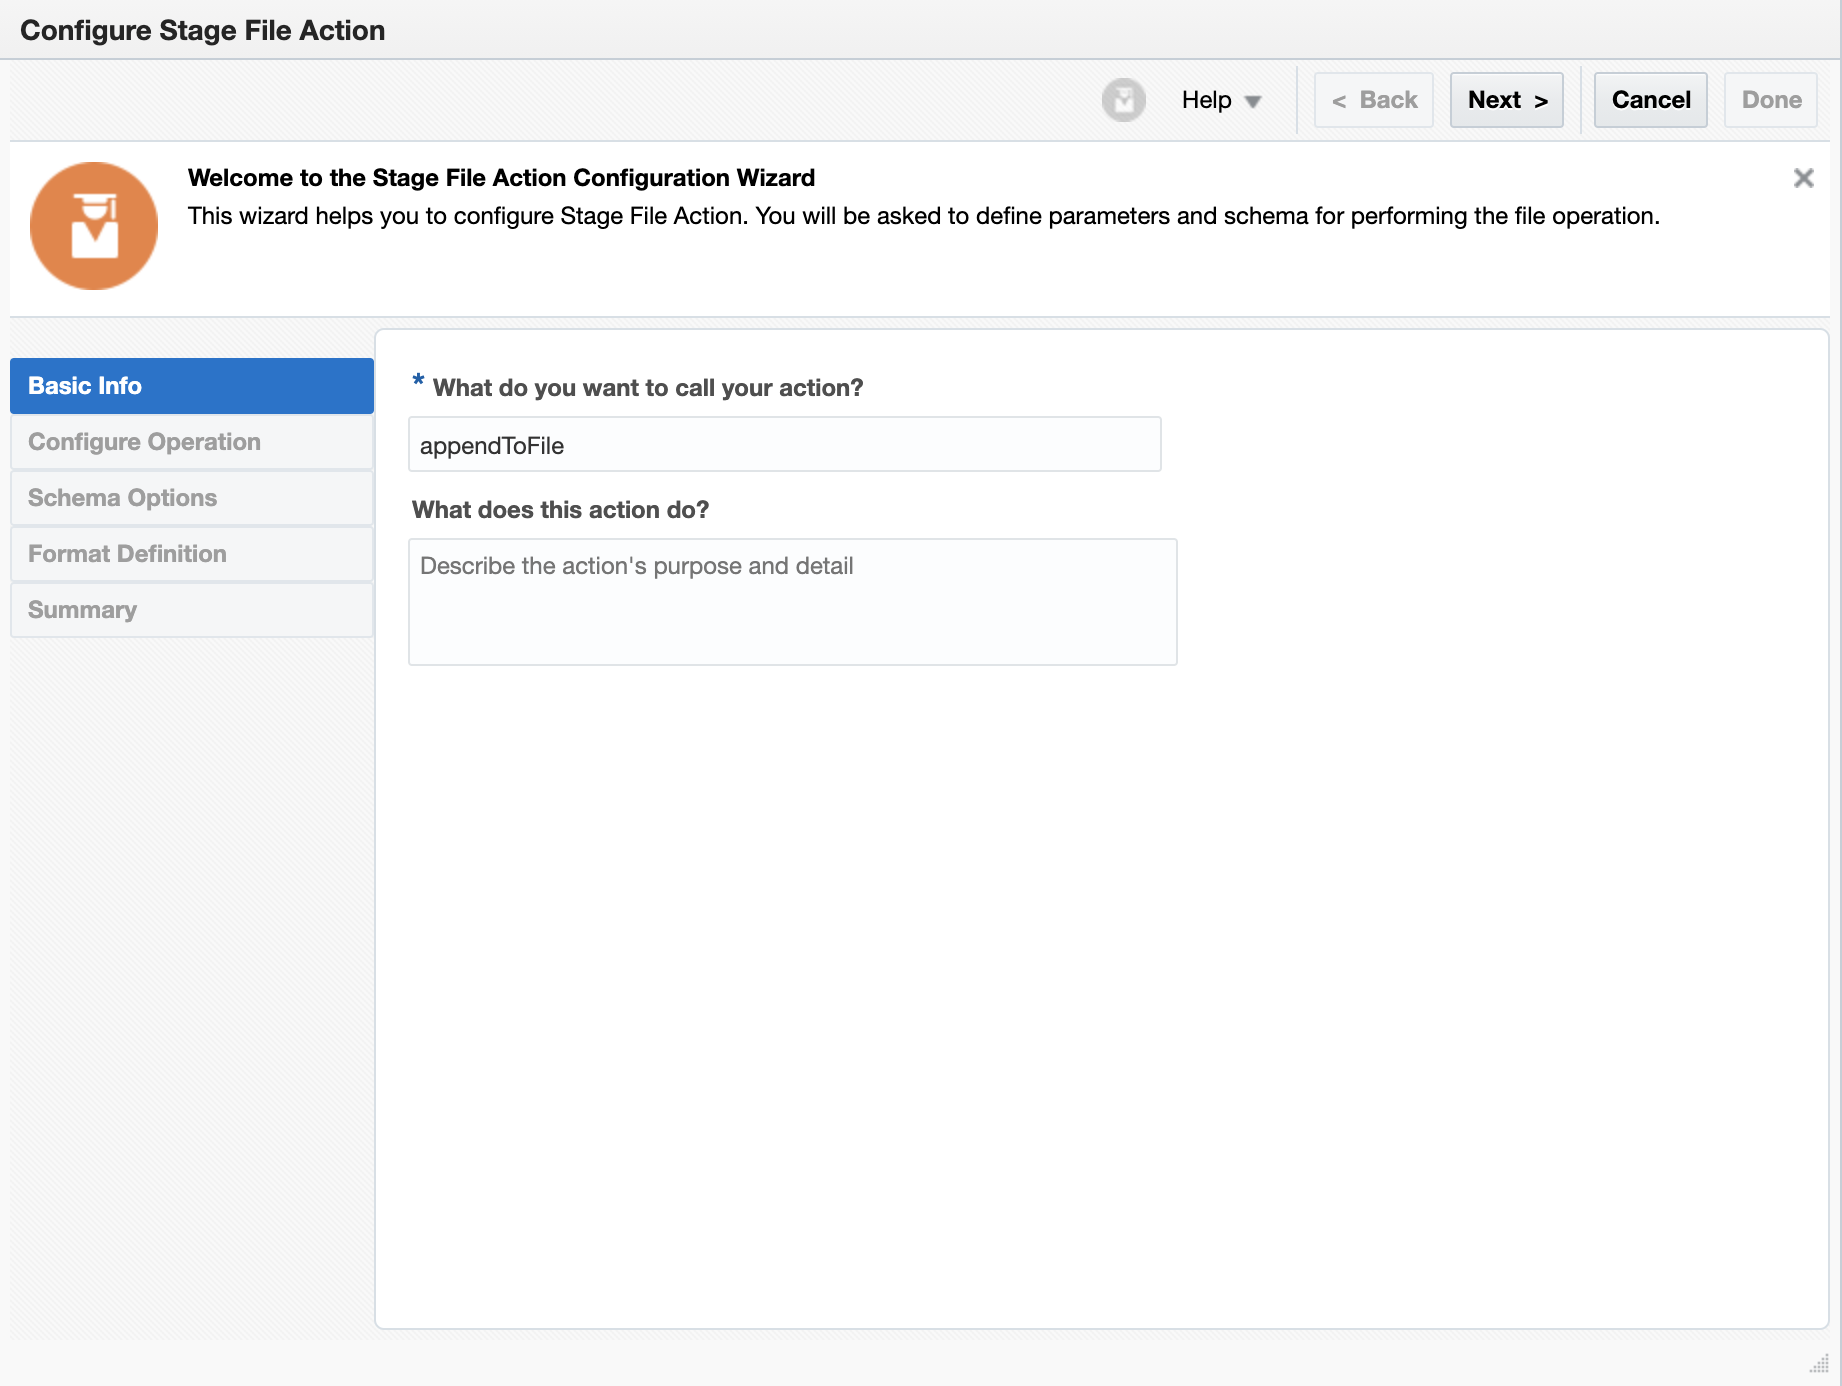 Configure Stage File Action
Help
< Back
Next >
Cancel
Done
Welcome to the Stage File Action Configuration Wizard
This wizard helps you to configure Stage File Action. You will be asked to define parameters and schema for performing the file operation.
Basic Info
Configure Operation
Schema Options
Format Definition
Summary
* What do you want to call your action?
appendToFile
What does this action do?
Describe the action's purpose and detail